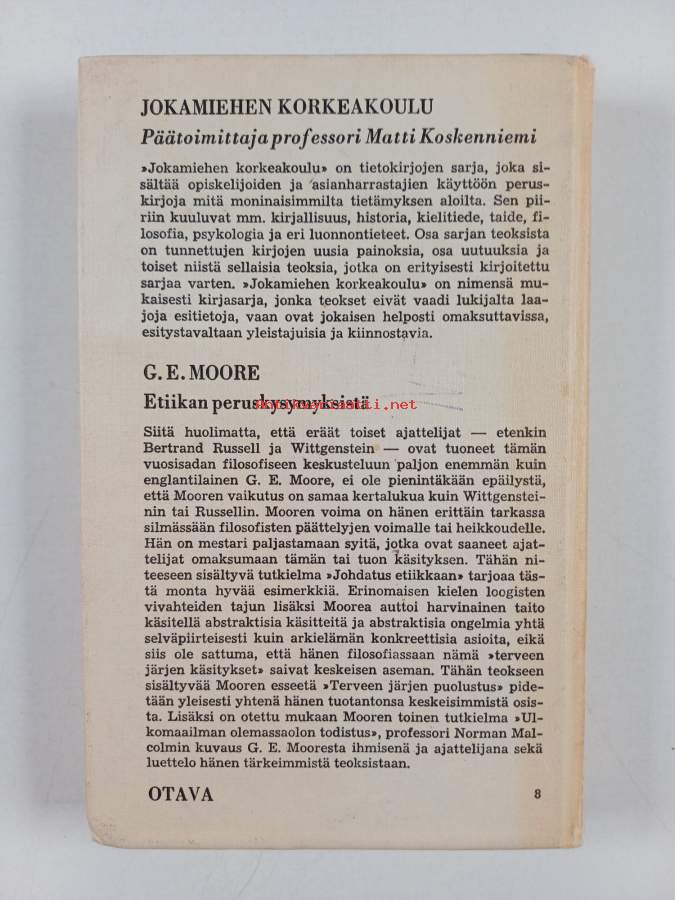 JOKAMIEHEN KORKEAKOULU
Päätoimittaja professori Matti Koskenniemi
»Jokamiehen korkeakoulu» on tietokirjojen sarja, joka si-
sältää opiskelijoiden ja asianharrastajien käyttöön perus-
kirjoja mitä moninaisimmilta tietämyksen aloilta. Sen pii-
riin kuuluvat mm. kirjallisuus, historia, kielitiede, taide, fi-
losofia, psykologia ja eri luonnontieteet. Osa sarjan teoksista
on tunnettujen kirjojen uusia painoksia, osa uutuuksia ja
toiset niistä sellaisia teoksia, jotka on erityisesti kirjoitettu
sarjaa varten. »Jokamiehen korkeakoulu» on nimensä mu-
kaisesti kirjasarja, jonka teokset eivät vaadi lukijalta laa-
joja esitietoja, vaan ovat jokaisen helposti omaksuttavissa,
esitystavaltaan yleistajuisia ja kiinnostavia.
G. E. MOORE
Etiikan peruskysymyksistä
antikvariaatti.net
Siitä huolimatta, että eräät toiset ajattelijat — etenkin
Bertrand Russell ja Wittgenstein — ovat tuoneet tämän
vuosisadan filosofiseen keskusteluun paljon enemmän kuin
englantilainen G. E. Moore, ei ole pienintäkään epäilystä,
että Mooren vaikutus on samaa kertalukua kuin Wittgenstei-
nin tai Russellin. Mooren voima on hänen erittäin tarkassa
silmässään filosofisten päättelyjen voimalle tai heikkoudelle.
Hän on mestari paljastamaan syitä, jotka ovat saaneet ajat-
telijat omaksumaan tämän tai tuon käsityksen. Tähän ni-
teeseen sisältyvä tutkielma »Johdatus etiikkaan» tarjoaa täs-
tä monta hyvää esimerkkiä. Erinomaisen kielen loogisten
vivahteiden tajun lisäksi Moorea auttoi harvinainen taito
käsitellä abstraktisia käsitteitä ja abstraktisia ongelmia yhtä
selväpiirteisesti kuin arkielämän konkreettisia asioita, eikä
siis ole sattuma, että hänen filosofiassaan nämä »terveen
järjen käsitykset» saivat keskeisen aseman. Tähän teokseen
sisältyvää Mooren esseetä »Terveen järjen puolustus» pide-
tään yleisesti yhtenä hänen tuotantonsa keskeisimmistä osis-
ta. Lisäksi on otettu mukaan Mooren toinen tutkielma »Ul-
komaailman olemassaolon todistus», professori Norman Mal-
colmin kuvaus G. E. Mooresta ihmisenä ja ajattelijana sekä
luettelo hänen tärkeimmistä teoksistaan.
OTAVA
8